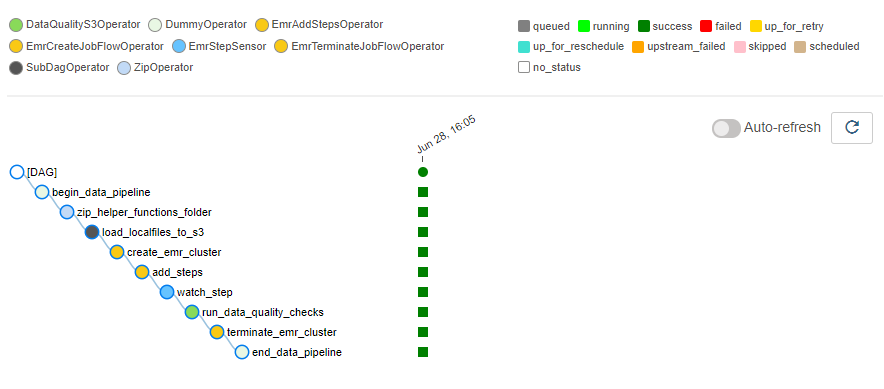 DataQualityS3Operator DummyOperator EmrAddStepsOperator
EmrCreateJobFlowOperator EmrStepSensor EmrTerminateJobFlowOperator
SubDagOperator ZipOperator
queued running success failed up_for_retry
up_for_reschedule upstream_failed skipped scheduled
no_status
Auto-refresh
Jun 28, 16:05
[DAG]
begin_data_pipeline
zip_helper_functions_folder
load_localfiles_to_s3
create_emr_cluster
add_steps
watch_step
run_data_quality_checks
terminate_emr_cluster
end_data_pipeline